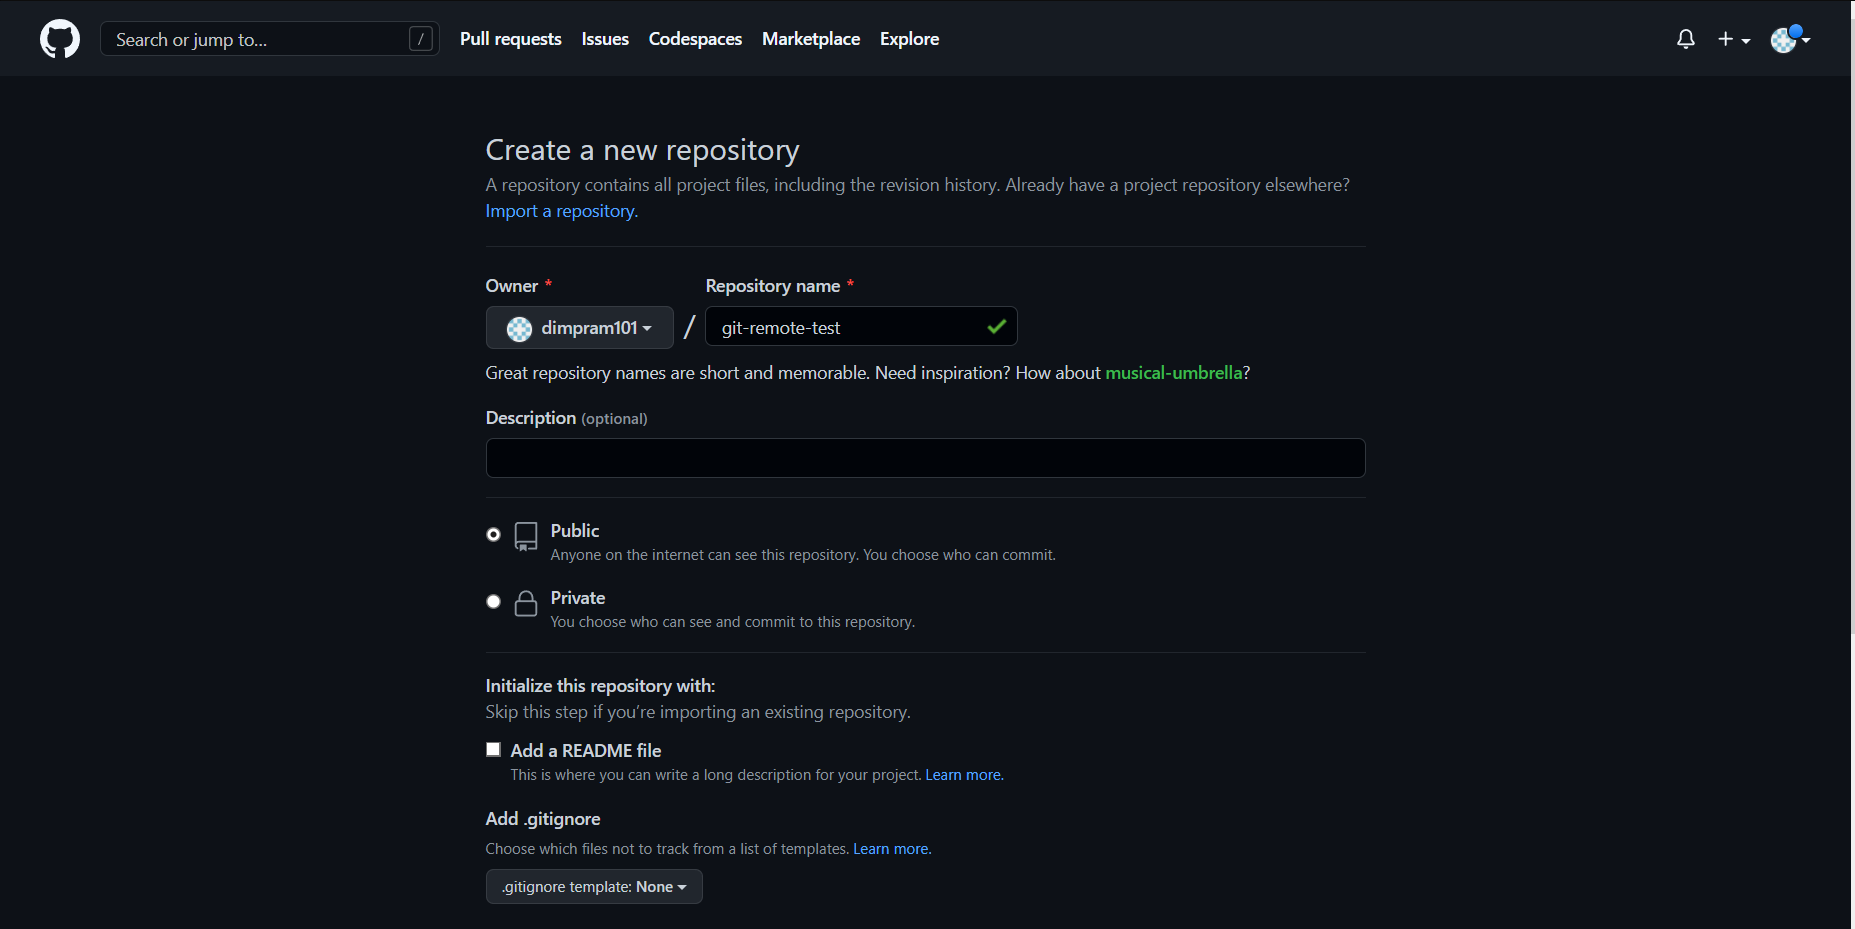 Search or jump to... /
Pull requests Issues Codespaces Marketplace Explore
Create a new repository
A repository contains all project files, including the revision history. Already have a project repository elsewhere?
Import a repository.
Owner * Repository name *
dimpram101 / git-remote-test
Great repository names are short and memorable. Need inspiration? How about musical-umbrella?
Description (optional)
Public
Anyone on the internet can see this repository. You choose who can commit.
Private
You choose who can see and commit to this repository.
Initialize this repository with:
Skip this step if you’re importing an existing repository.
Add a README file
This is where you can write a long description for your project. Learn more.
Add .gitignore
Choose which files not to track from a list of templates. Learn more.
.gitignore template: None